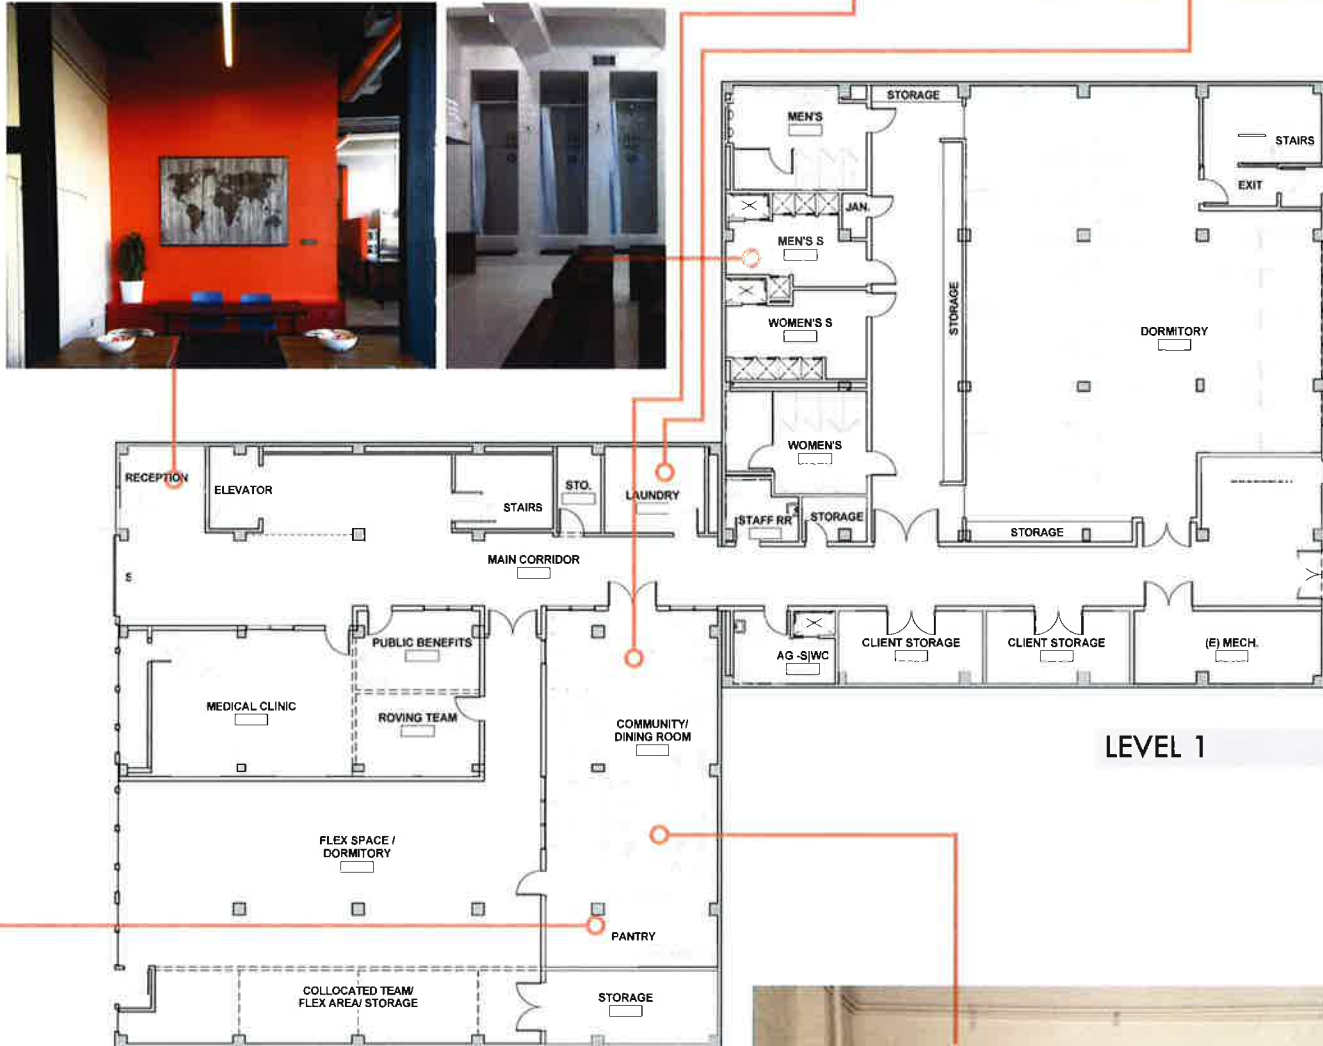 STORAGE
MEN'S
STAIRS
EXIT
JAN.
MEN'S S
STORAGE
WOMEN'S S
DORMITORY
WOMEN'S
RECEPTION
ELEVATOR
STAIRS
STO.
LAUNDRY
STAFF RR
STORAGE
STORAGE
MAIN CORRIDOR
S
PUBLIC BENEFITS
AG -S|WC
CLIENT STORAGE
CLIENT STORAGE
(E) MECH.
MEDICAL CLINIC
ROVING TEAM
COMMUNITY/
DINING ROOM
LEVEL 1
FLEX SPACE /
DORMITORY
PANTRY
COLLOCATED TEAM/
FLEX AREA/ STORAGE
STORAGE